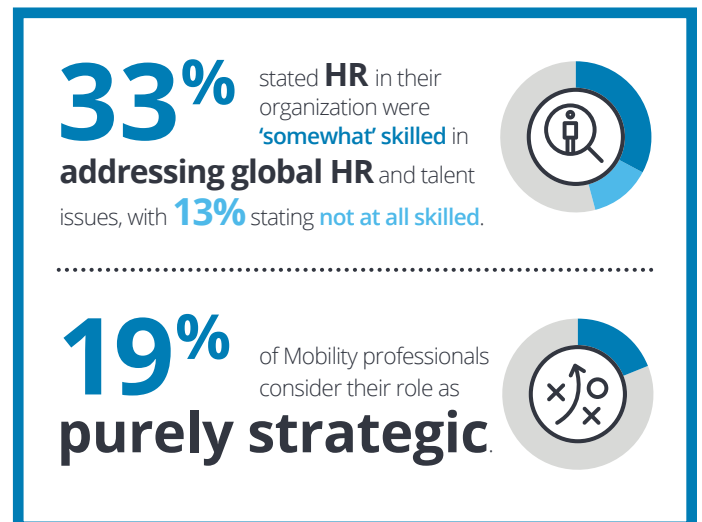 33% stated HR in their
organization were
‘somewhat’ skilled in
addressing global HR and talent
issues, with 13% stating not at all skilled.
19% of Mobility professionals
consider their role as
purely strategic.